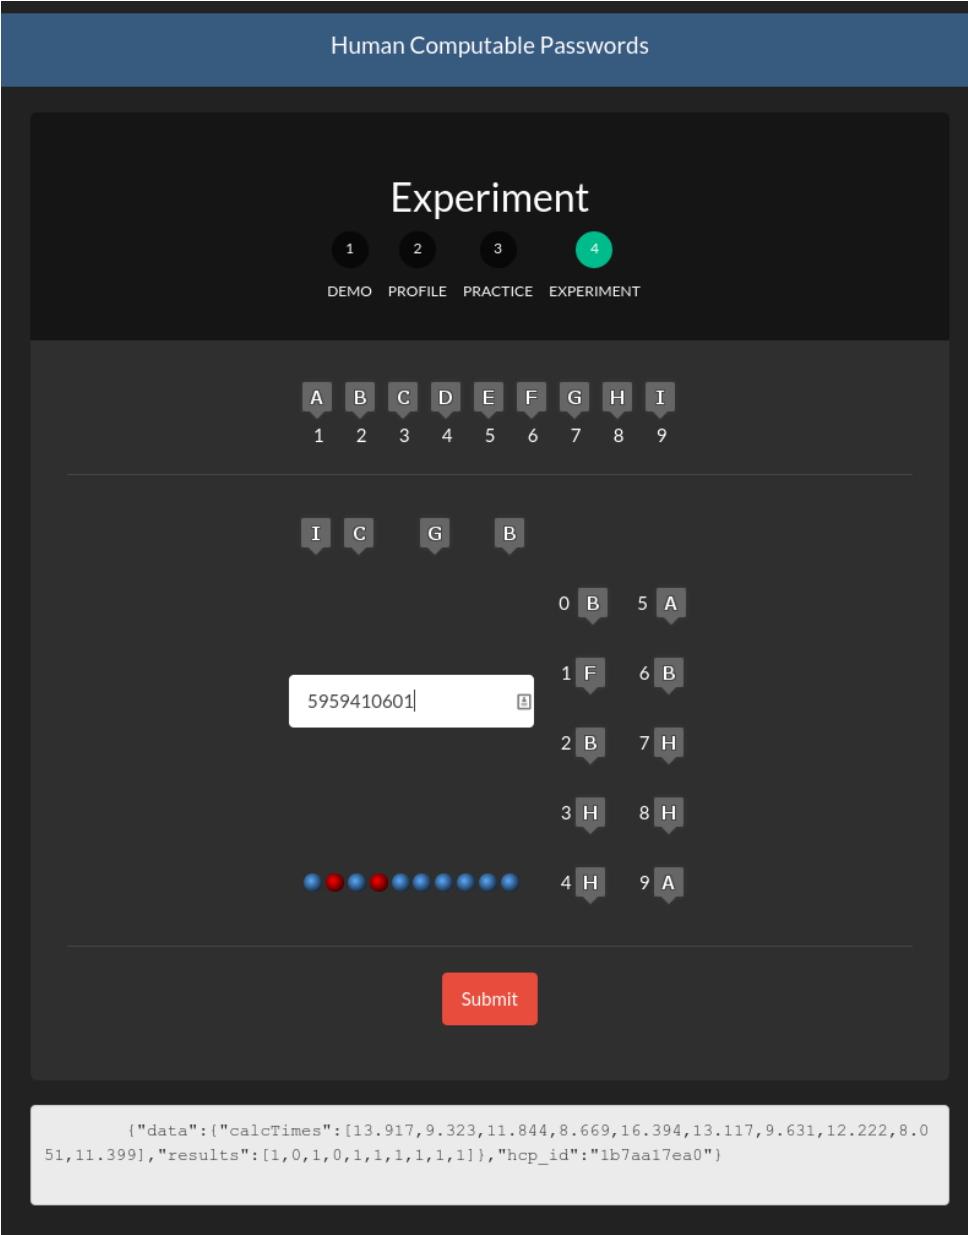 Human Computable Passwords
Experiment
1 2 3 4
DEMO PROFILE PRACTICE EXPERIMENT
A B C D E F G H I
1 2 3 4 5 6 7 8 9
I C G B
0 B 5 A
1 F 6 B
5959410601
2 B 7 H
3 H 8 H
4 H 9 A
Submit
{"data":{"calcTimes":[13.917,9.323,11.844,8.669,16.394,13.117,9.631,12.222,8.0
51,11.399],"results":[1,0,1,0,1,1,1,1,1,1]},"hcp_id":"1b7aa17ea0"}